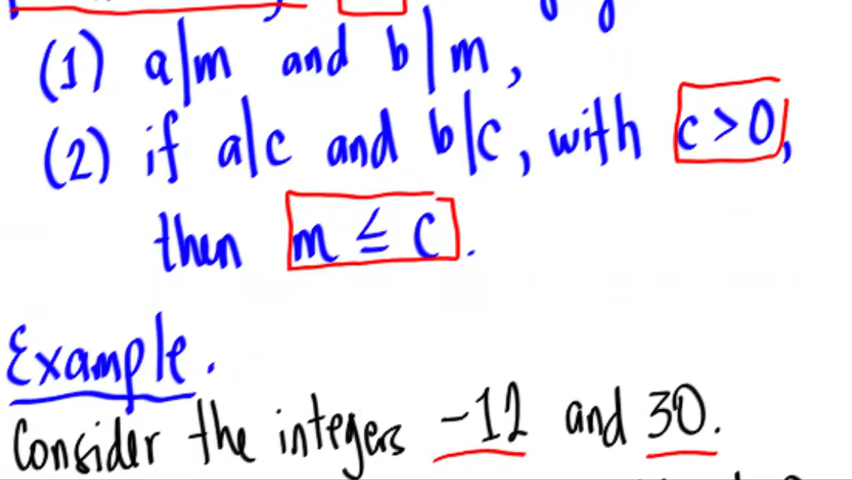 (1) a|m and b|m,
(2) if a|c and b|c, with c > 0,
then m ≤ c.
Example.
Consider the integers -12 and 30.